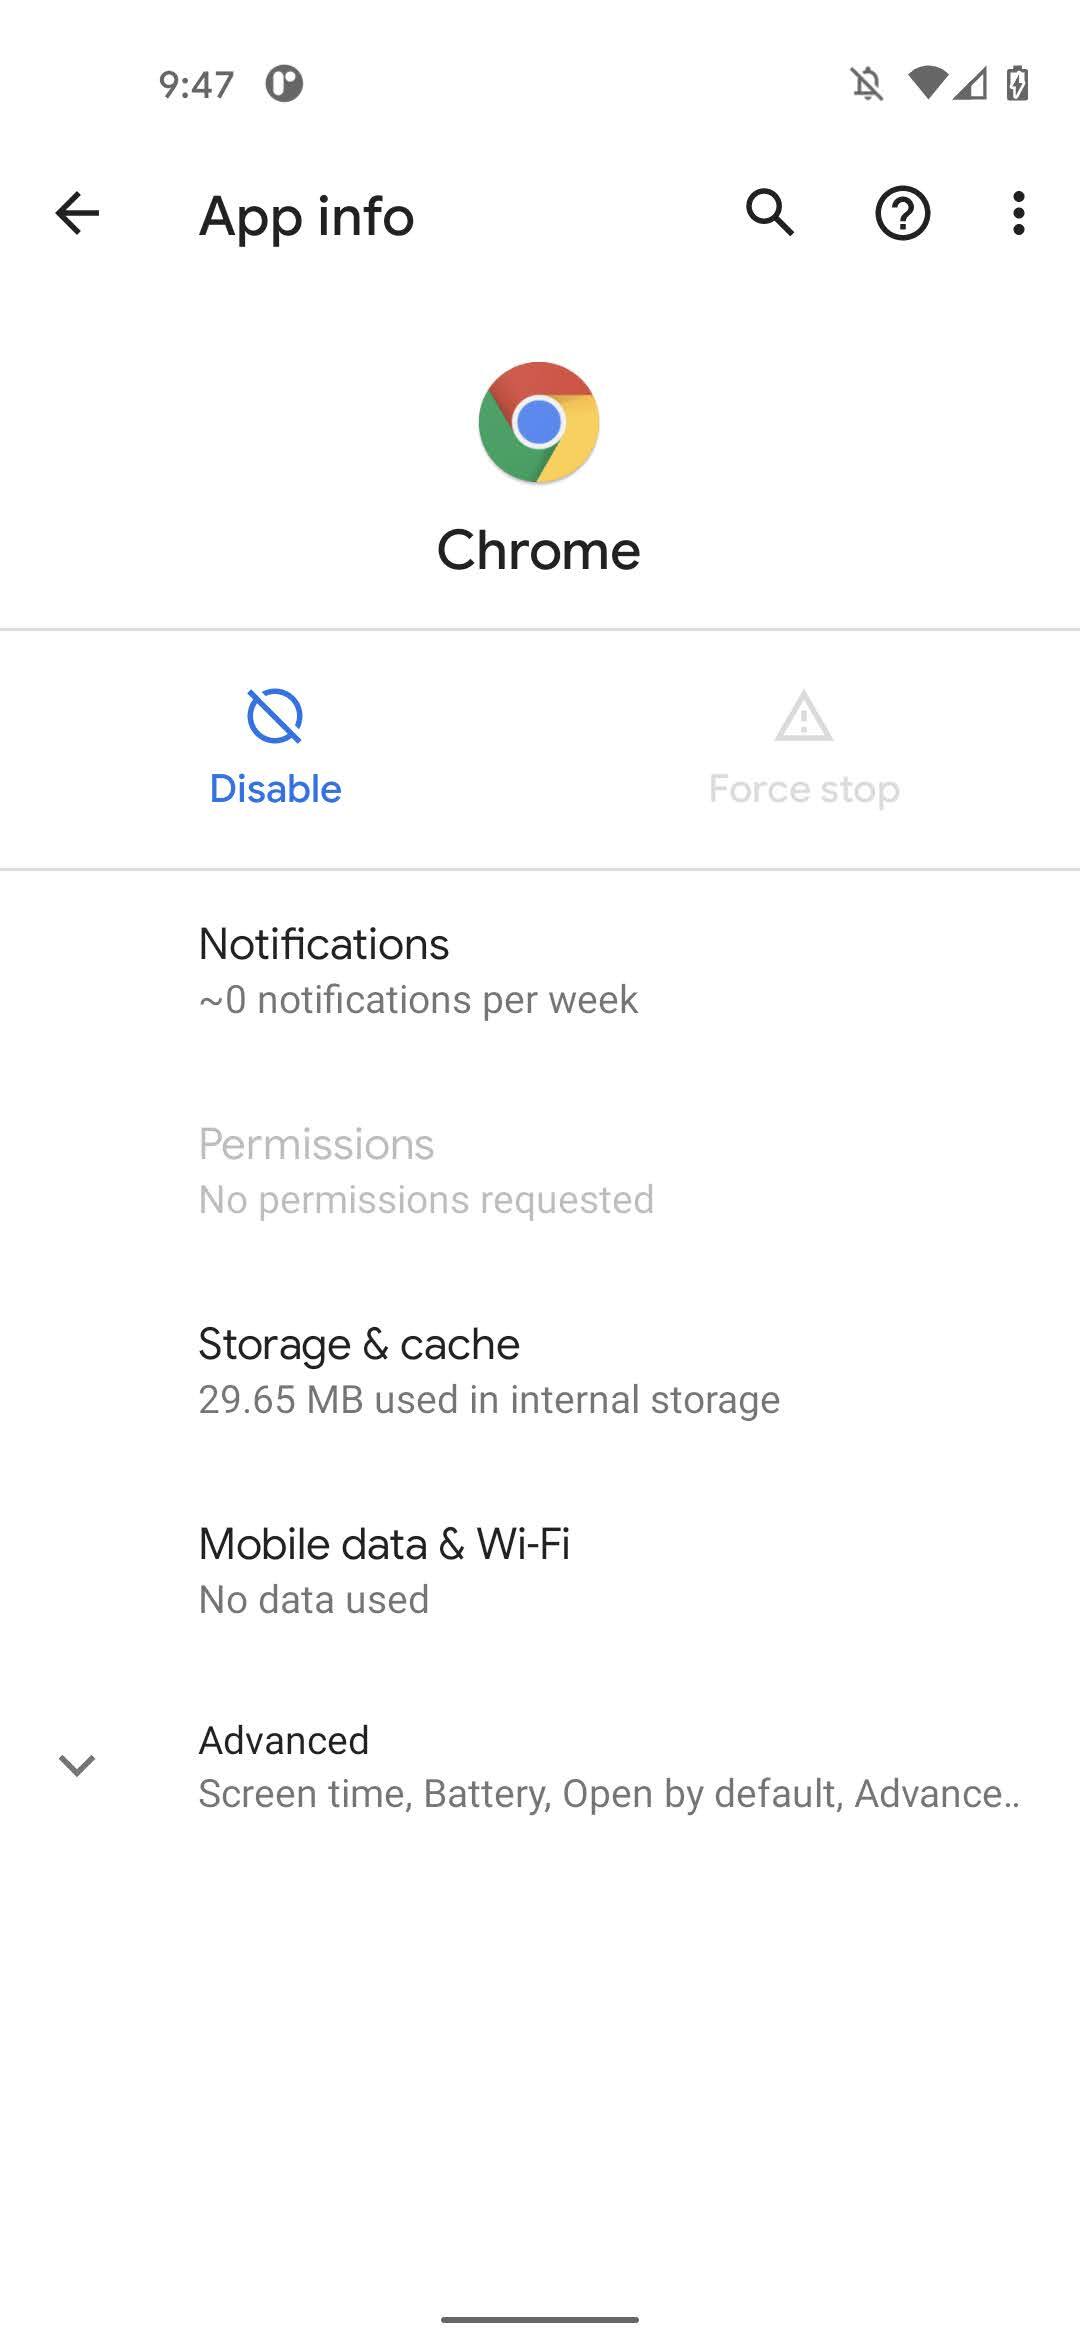 9:47
App info
Chrome
Disable
Force stop
Notifications
~0 notifications per week
Permissions
No permissions requested
Storage & cache
29.65 MB used in internal storage
Mobile data & Wi-Fi
No data used
Advanced
Screen time, Battery, Open by default, Advance..